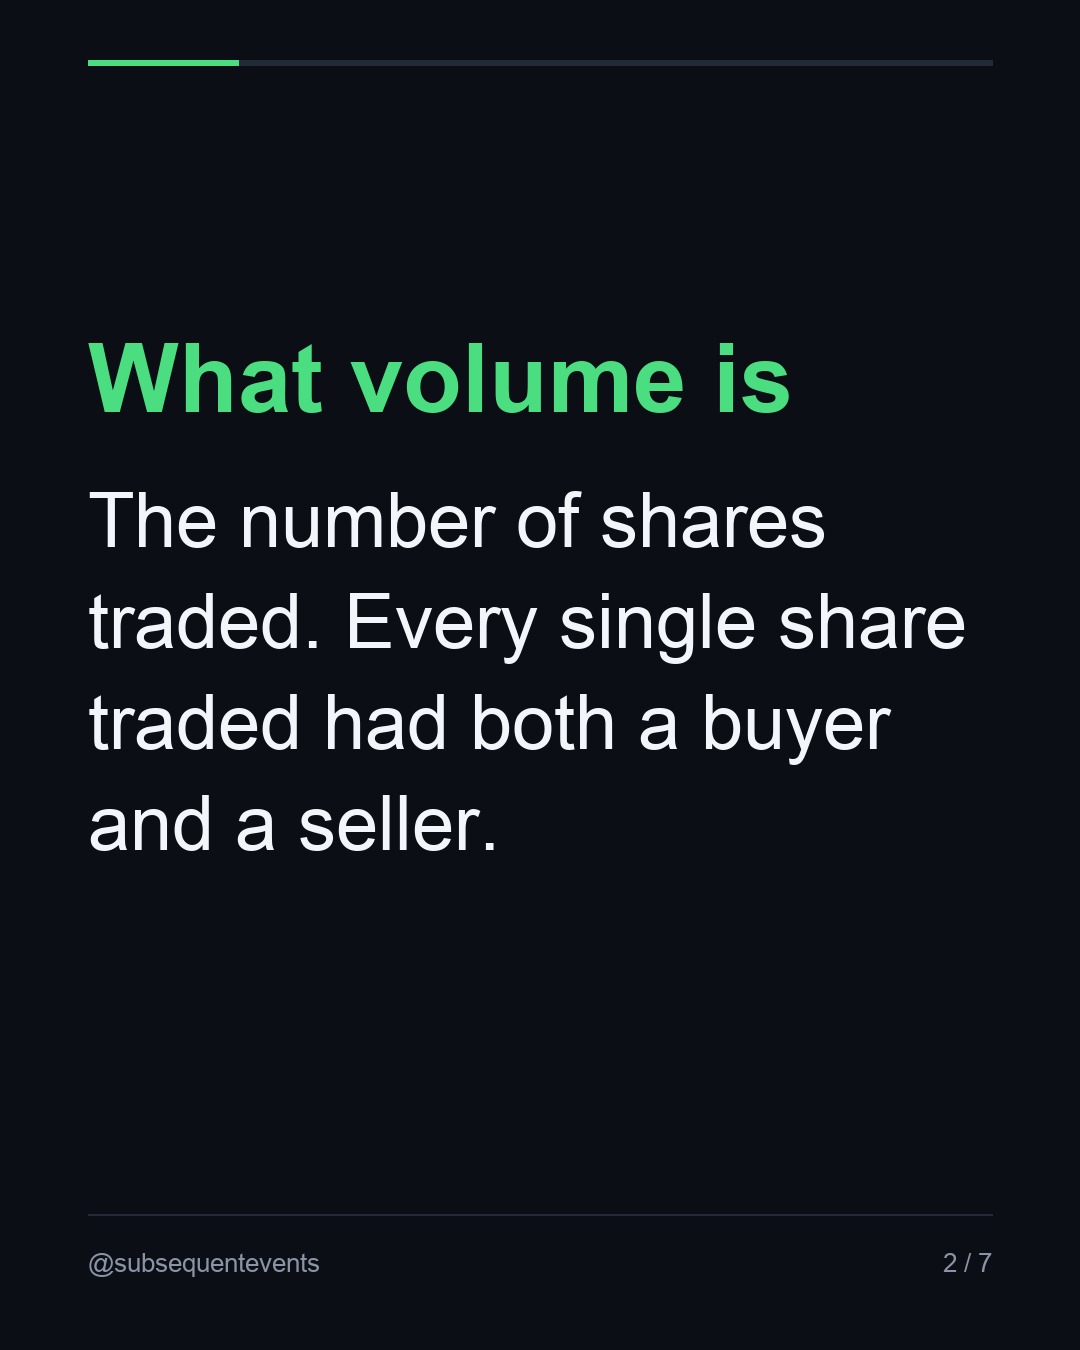 What volume is
The number of shares
traded. Every single share
traded had both a buyer
and a seller.
@subsequentevents
2 / 7